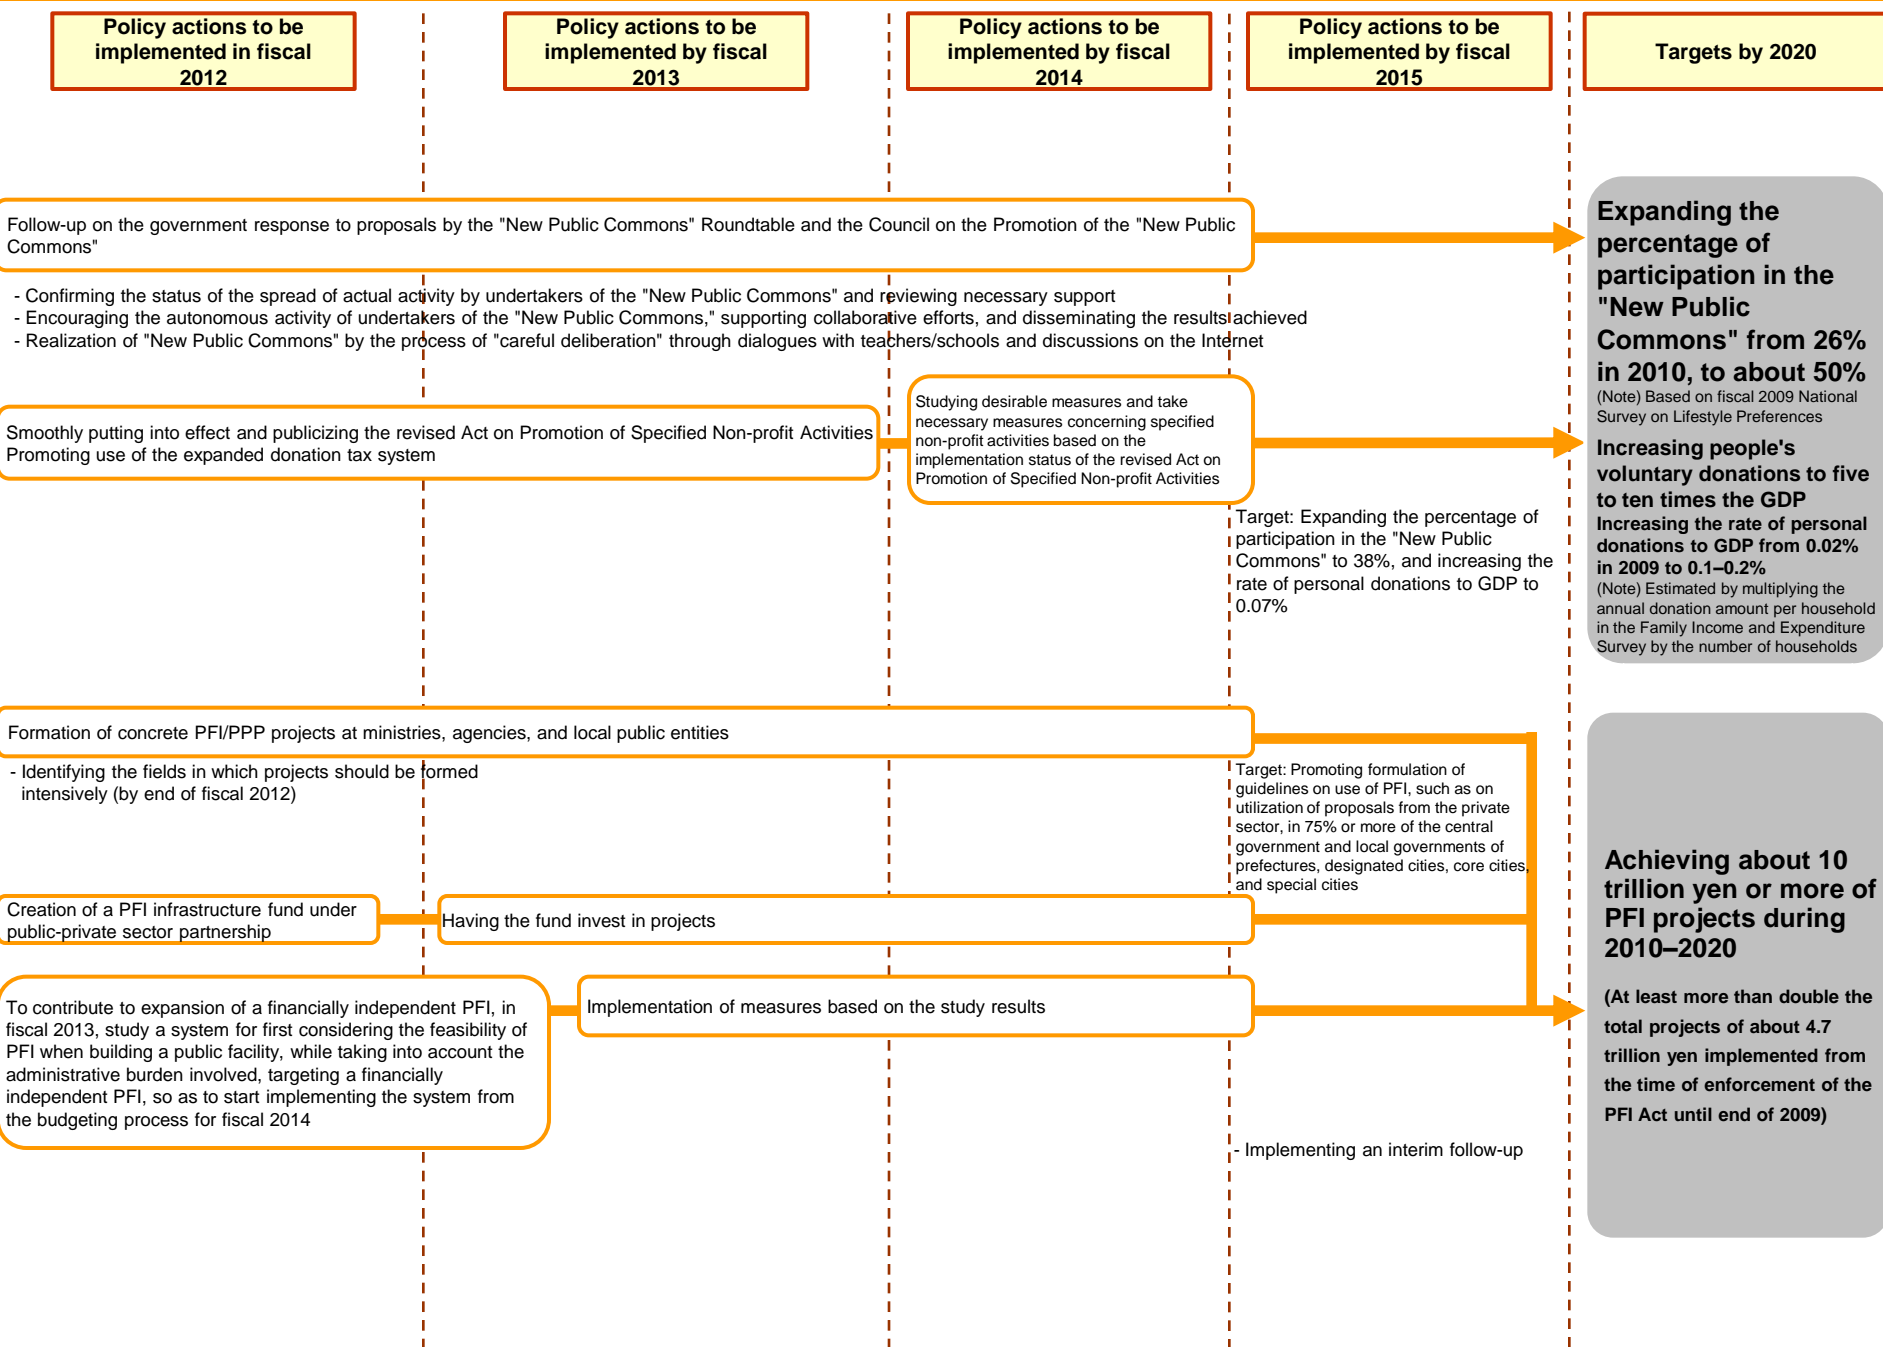 Policy actions to be
implemented in fiscal
2012
Policy actions to be
implemented by fiscal
2013
Policy actions to be
implemented by fiscal
2014
Policy actions to be
implemented by fiscal
2015
Targets by 2020
Follow-up on the government response to proposals by the "New Public Commons" Roundtable and the Council on the Promotion of the "New Public
Commons"
- Confirming the status of the spread of actual activity by undertakers of the "New Public Commons" and reviewing necessary support
- Encouraging the autonomous activity of undertakers of the "New Public Commons," supporting collaborative efforts, and disseminating the results achieved
- Realization of "New Public Commons" by the process of "careful deliberation" through dialogues with teachers/schools and discussions on the Internet
Smoothly putting into effect and publicizing the revised Act on Promotion of Specified Non-profit Activities
Promoting use of the expanded donation tax system
Studying desirable measures and take
necessary measures concerning specified
non-profit activities based on the
implementation status of the revised Act on
Promotion of Specified Non-profit Activities
Target: Expanding the percentage of
participation in the "New Public
Commons" to 38%, and increasing the
rate of personal donations to GDP to
0.07%
Expanding the
percentage of
participation in the
"New Public
Commons" from 26%
in 2010, to about 50%
(Note) Based on fiscal 2009 National
Survey on Lifestyle Preferences
Increasing people's
voluntary donations to five
to ten times the GDP
Increasing the rate of personal
donations to GDP from 0.02%
in 2009 to 0.1–0.2%
(Note) Estimated by multiplying the
annual donation amount per household
in the Family Income and Expenditure
Survey by the number of households
Formation of concrete PFI/PPP projects at ministries, agencies, and local public entities
- Identifying the fields in which projects should be formed
intensively (by end of fiscal 2012)
Target: Promoting formulation of
guidelines on use of PFI, such as on
utilization of proposals from the private
sector, in 75% or more of the central
government and local governments of
prefectures, designated cities, core cities,
and special cities
Creation of a PFI infrastructure fund under
public-private sector partnership
Having the fund invest in projects
To contribute to expansion of a financially independent PFI, in
fiscal 2013, study a system for first considering the feasibility of
PFI when building a public facility, while taking into account the
administrative burden involved, targeting a financially
independent PFI, so as to start implementing the system from
the budgeting process for fiscal 2014
Implementation of measures based on the study results
- Implementing an interim follow-up
Achieving about 10
trillion yen or more of
PFI projects during
2010–2020
(At least more than double the
total projects of about 4.7
trillion yen implemented from
the time of enforcement of the
PFI Act until end of 2009)